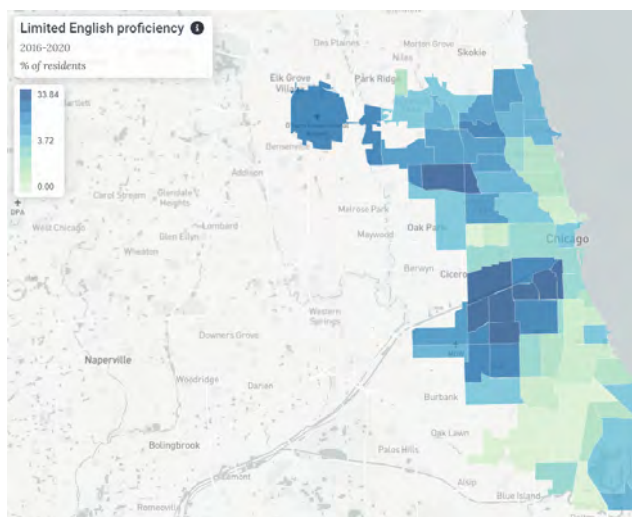 Limited English proficiency
2016-2020
% of residents
33.84
3.72
0.00
DPA
Des Plaines
Morton Grove
Skokie
Niles
Elk Grove
Village
Park Ridge
Bartlett
Bensenville
Addison
Carol Stream
Glendale
Heights
West Chicago
Lombard
Glen Ellyn
Wheaton
Melrose Park
Maywood
Oak Park
Chicago
Berwyn
Cicero
Western
Springs
Downers Grove
Naperville
Woodridge
Darien
Burbank
Oak Lawn
Bolingbrook
Palos Hills
Lemont
Alsip
Romeoville
Blue Island